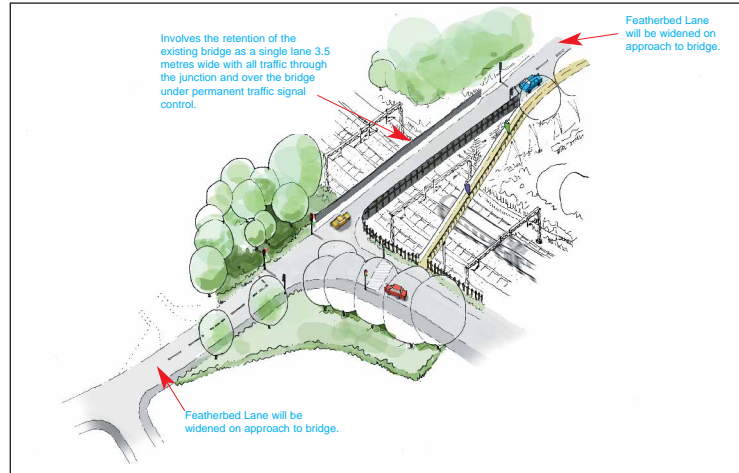 Featherbed Lane
will be widened on
approach to bridge.
Involves the retention of the
existing bridge as a single lane 3.5
metres wide with all traffic through
the junction and over the bridge
under permanent traffic signal
control.
Featherbed Lane will be
widened on approach to bridge.